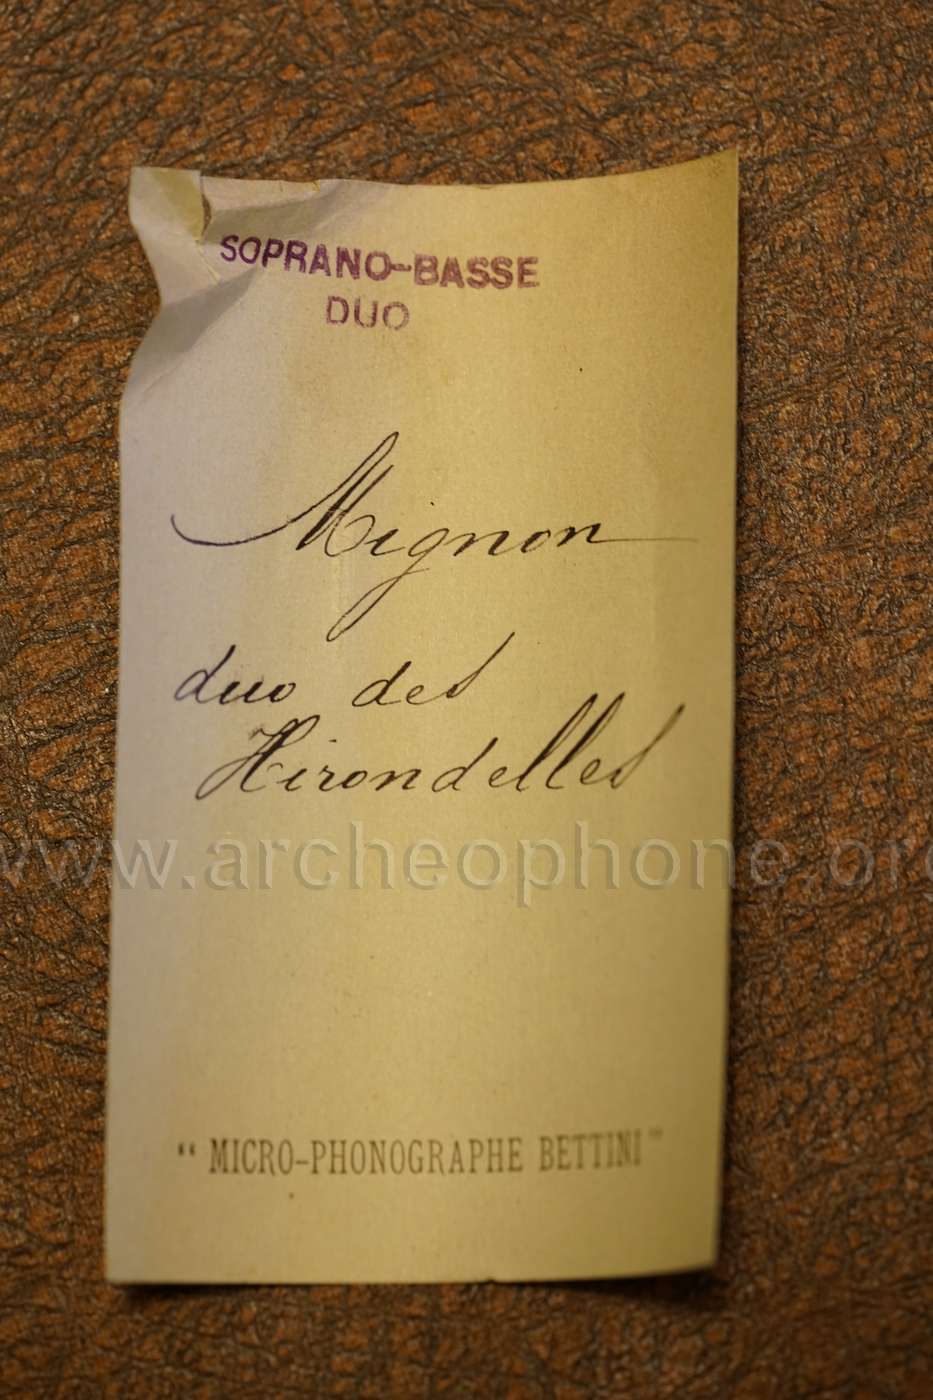 SOPRANO-BASSE
DUO
Mignon
duo des
Hirondelles
www.archeophone.org
“ MICRO-PHONOGRAPHE BETTINI ”